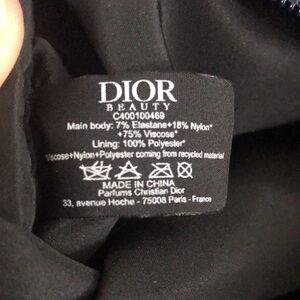 DIOR
BEAUTY
C400100469
Main body: 7% Elastane+18% Nylon*
+75% Viscose*
Lining: 100% Polyester*
Viscose+Nylon+Polyester coming from recycled material
MADE IN CHINA
Parfums Christian Dior
33, avenue Hoche - 75008 Paris - France